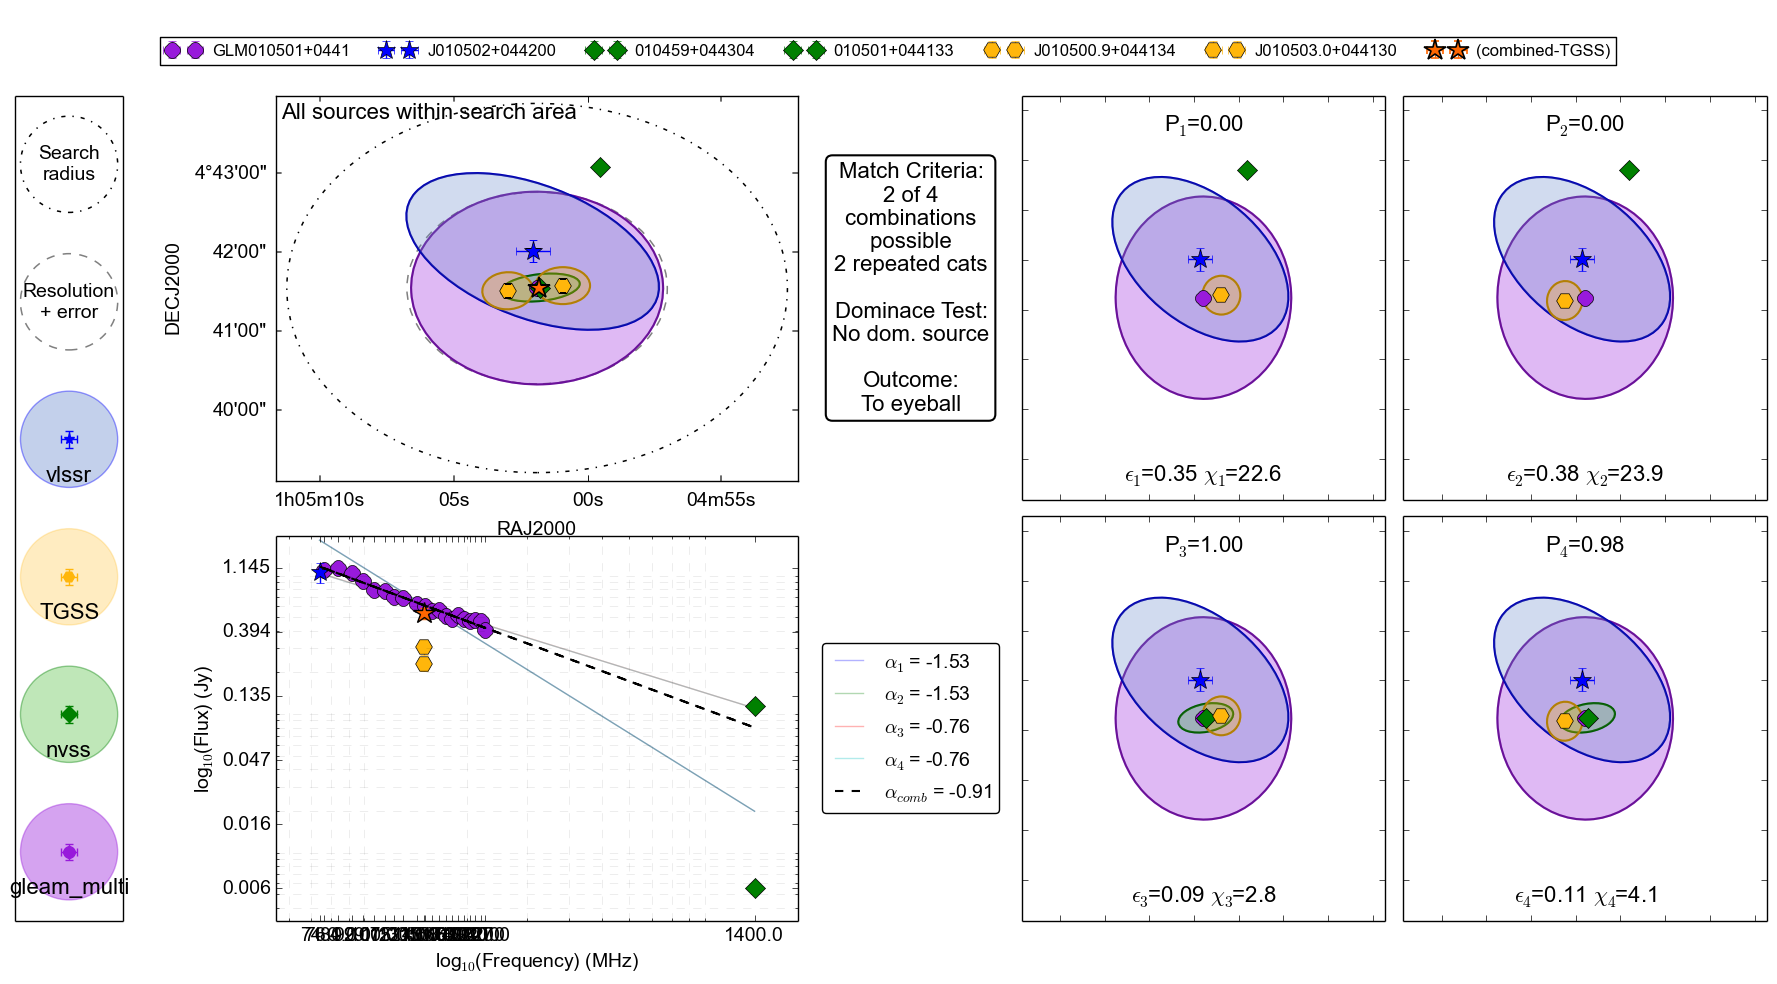 GLM010501+0441 J010502+044200 010459+044304 010501+044133 J010500.9+044134 J010503.0+044130 (combined-TGSS)
Search
radius
Resolution
+ error
vlssr
TGSS
nvss
gleam_multi
All sources within search area
DECJ2000
4°43'00"
42'00"
41'00"
40'00"
1h05m10s 05s 00s 04m55s
RAJ2000
Match Criteria:
2 of 4
combinations
possible
2 repeated cats
Dominace Test:
No dom. source
Outcome:
To eyeball
P1=0.00
ϵ1=0.35 χ1=22.6
P2=0.00
ϵ2=0.38 χ2=23.9
log10(Flux) (Jy)
1.145
0.394
0.135
0.047
0.016
0.006
1400.0
log10(Frequency) (MHz)
α1 = -1.53
α2 = -1.53
α3 = -0.76
α4 = -0.76
αcomb = -0.91
P3=1.00
ϵ3=0.09 χ3=2.8
P4=0.98
ϵ4=0.11 χ4=4.1